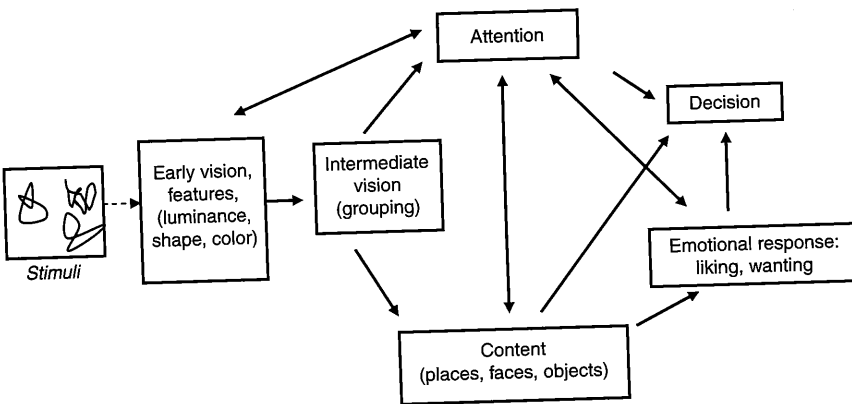 Attention
Decision
Early vision,
features,
(luminance,
shape, color)
Intermediate
vision
(grouping)
Stimuli
Emotional response:
liking, wanting
Content
(places, faces, objects)